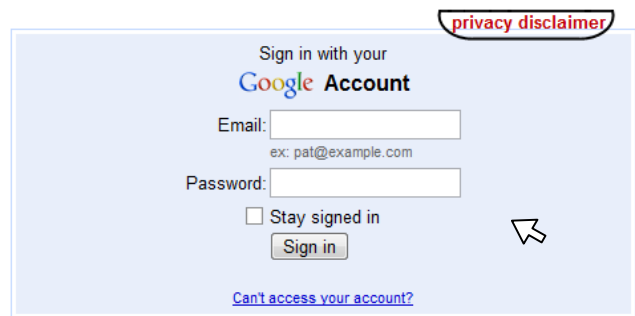 privacy disclaimer
Sign in with your
Google Account
Email:
ex: pat@example.com
Password:
Stay signed in
Sign in
Can't access your account?